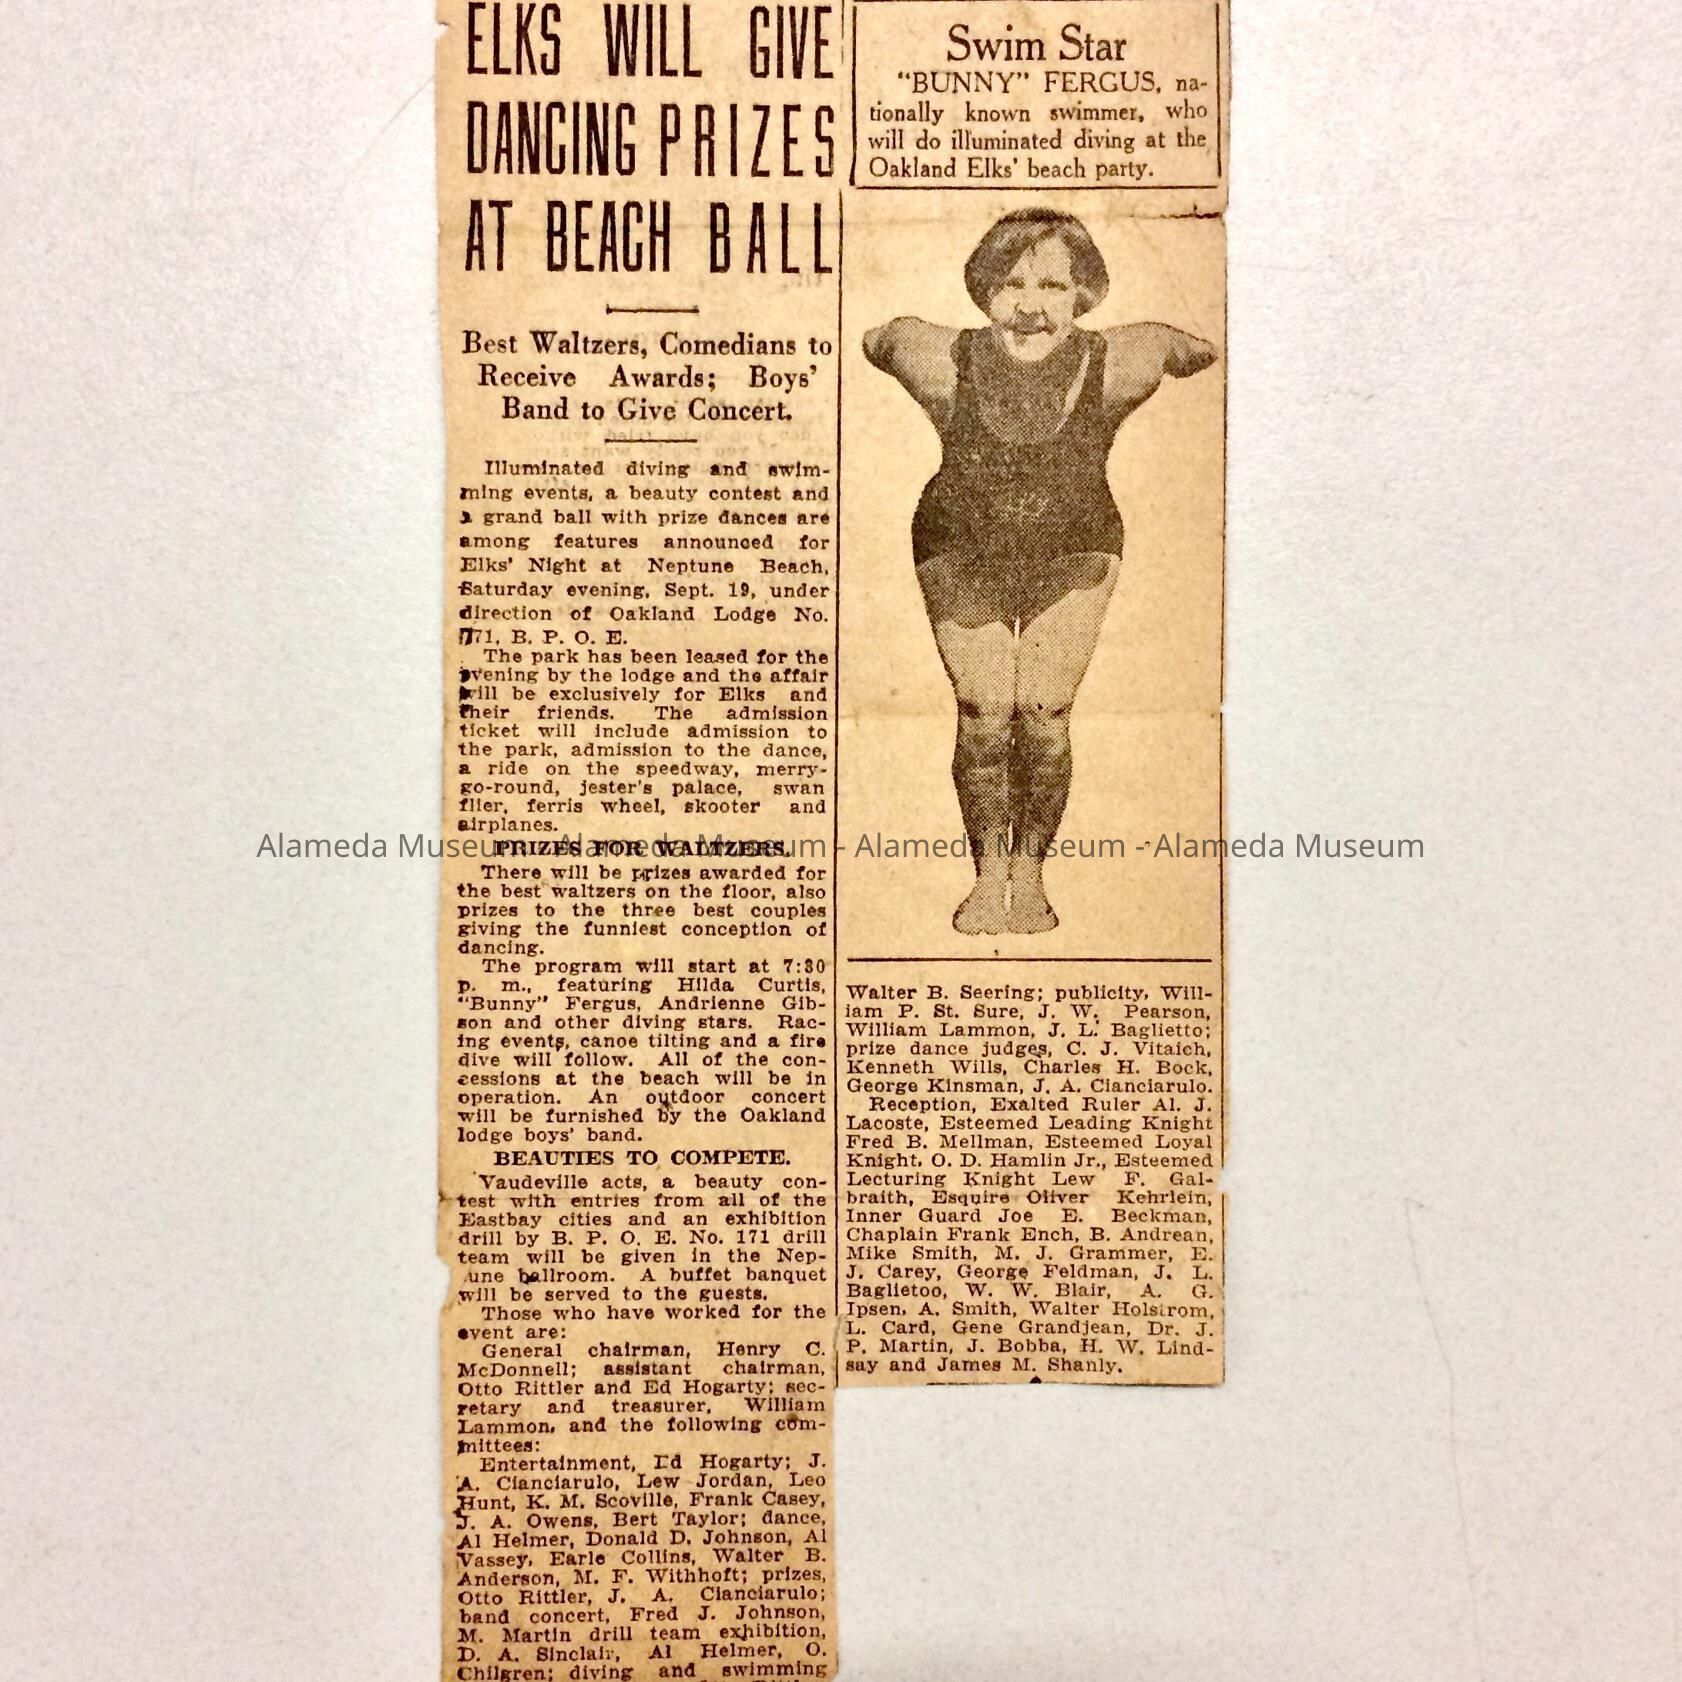 ELKS WILL GIVE
DANCING PRIZES
AT BEACH BALL
Best Waltzers, Comedians to
Receive Awards; Boys'
Band to Give Concert.
Illuminated diving and swim-
ming events, a beauty contest and
a grand ball with prize dances are
among features announced for
Elks' Night at Neptune Beach,
Saturday evening, Sept. 19, under
direction of Oakland Lodge No.
171, B. P. O. E.
The park has been leased for the
evening by the lodge and the affair
will be exclusively for Elks and
their friends. The admission
ticket will include admission to
the park, admission to the dance,
a ride on the speedway, merry-
go-round, jester's palace, swan
flier, ferris wheel, skooter and
airplanes.
PRIZES FOR WALTZERS.
There will be prizes awarded for
the best waltzers on the floor, also
prizes to the three best couples
giving the funniest conception of
dancing.
The program will start at 7:30
p. m., featuring Hilda Curtis,
"Bunny" Fergus, Andrienne Gib-
son and other diving stars. Rac-
ing events, canoe tilting and a fire
dive will follow. All of the con-
cessions at the beach will be in
operation. An outdoor concert
will be furnished by the Oakland
lodge boys' band.
BEAUTIES TO COMPETE.
Vaudeville acts, a beauty con-
test with entries from all of the
Eastbay cities and an exhibition
drill by B. P. O. E. No. 171 drill
team will be given in the Nep-
une ballroom. A buffet banquet
will be served to the guests.
Those who have worked for the
event are:
General chairman, Henry C.
McDonnell; assistant chairman,
Otto Rittler and Ed Hogarty; sec-
retary and treasurer, William
Lammon, and the following com-
mittees:
Entertainment, Ed Hogarty; J.
A. Cianciarulo, Lew Jordan, Leo
Hunt, K. M. Scoville, Frank Casey,
J. A. Owens, Bert Taylor; dance,
Al Helmer, Donald D. Johnson, Al
Vassey, Earle Collins, Walter B.
Anderson, M. F. Withhoft; prizes,
Otto Rittler, J. A. Cianciarulo;
band concert, Fred J. Johnson,
M. Martin drill team exhibition,
D. A. Sinclair, Al Helmer, O.
Chilgren; diving and swimming
Swim Star
"BUNNY" FERGUS, na-
tionally known swimmer, who
will do illuminated diving at the
Oakland Elks' beach party.
Walter B. Seering; publicity, Will-
iam P. St. Sure, J. W. Pearson,
William Lammon, J. L. Baglietto;
prize dance judges, C. J. Vitaich,
Kenneth Wills, Charles H. Bock,
George Kinsman, J. A. Cianciarulo.
Reception, Exalted Ruler Al. J.
Lacoste, Esteemed Leading Knight
Fred B. Mellman, Esteemed Loyal
Knight, O. D. Hamlin Jr., Esteemed
Lecturing Knight Lew F. Gal-
braith, Esquire Oliver Kehrlein,
Inner Guard Joe E. Beckman,
Chaplain Frank Ench, B. Andrean,
Mike Smith, M. J. Grammer, E.
J. Carey, George Feldman, J. L.
Baglietoo, W. W. Blair, A. G.
Ipsen, A. Smith, Walter Holstrom,
L. Card, Gene Grandjean, Dr. J.
P. Martin, J. Bobba, H. W. Lind-
say and James M. Shanly.
Alameda Museum - Alameda Museum - Alameda Museum - Alameda Museum